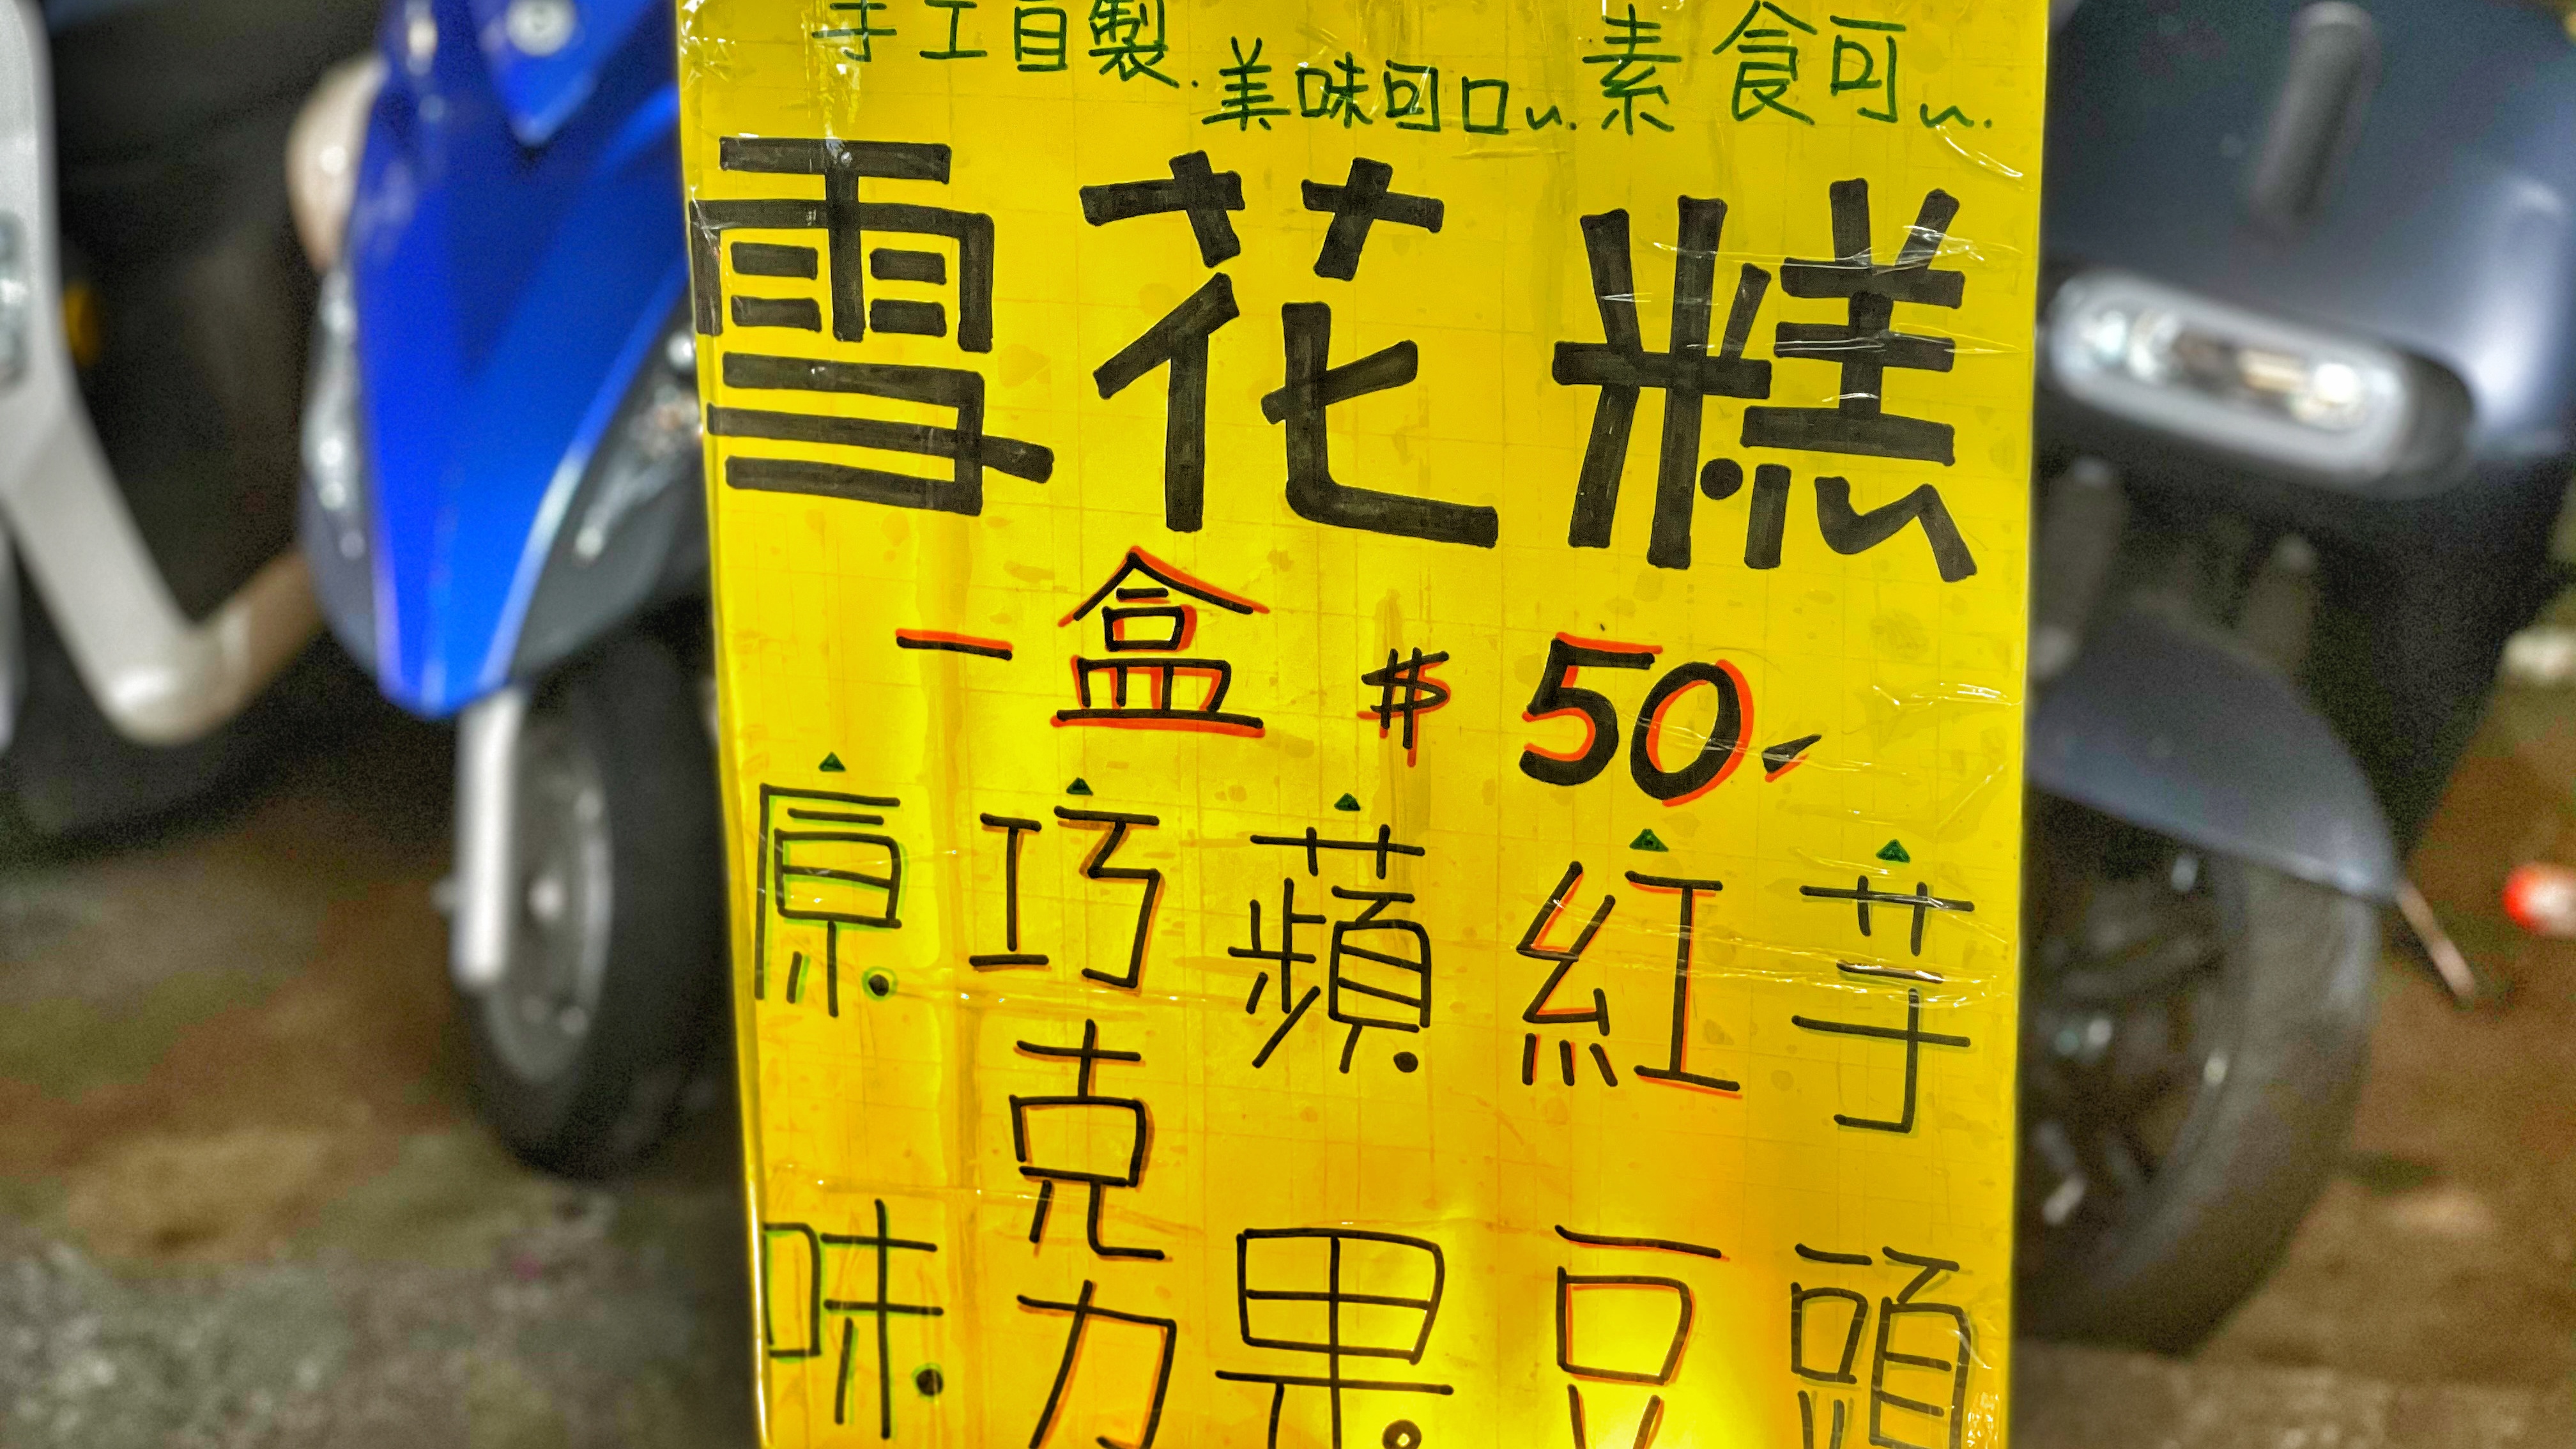 手工自製. 美味可口~. 素食可~.
雪花糕
一盒 $50.
原味
巧克力
蘋果
紅豆
芋頭